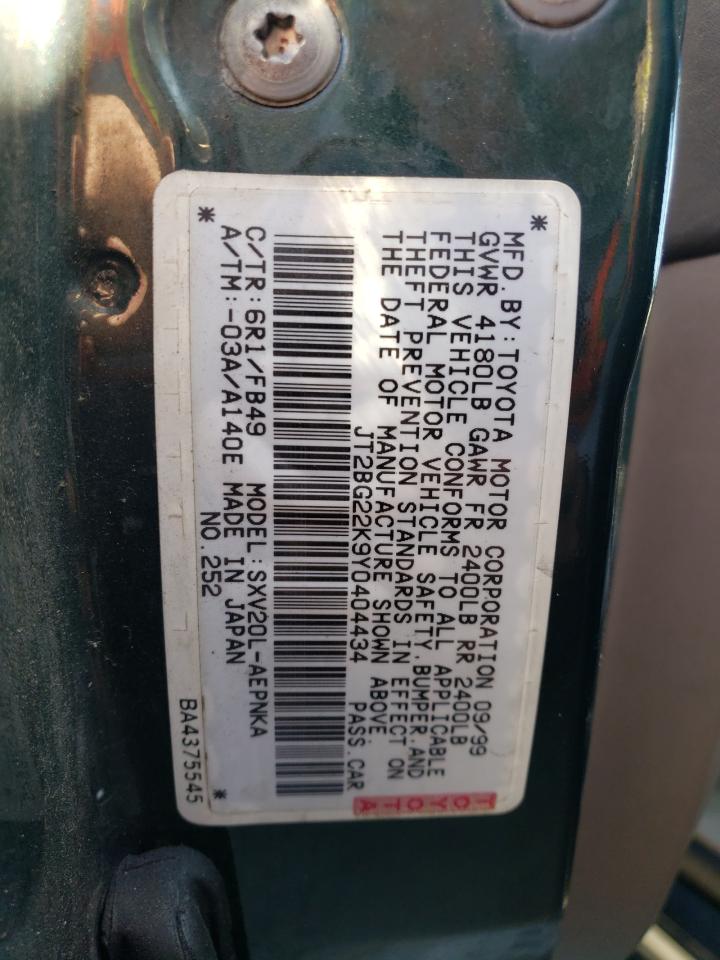 MFD.BY:TOYOTA MOTOR CORPORATION 09/99
GVWR 4180LB GAWR FR 2400LB RR 2400LB
THIS VEHICLE CONFORMS TO ALL APPLICABLE
FEDERAL MOTOR VEHICLE SAFETY,BUMPER,AND
THEFT PREVENTION STANDARDS IN EFFECT ON
THE DATE OF MANUFACTURE SHOWN ABOVE.
JT2BG22K9Y0404434 PASS.CAR
TOYOTA
C/TR:6R1/FB49 MODEL:SXV20L-AEPNKA
A/TM:-03A/A140E MADE IN JAPAN
NO.252
BA4375545